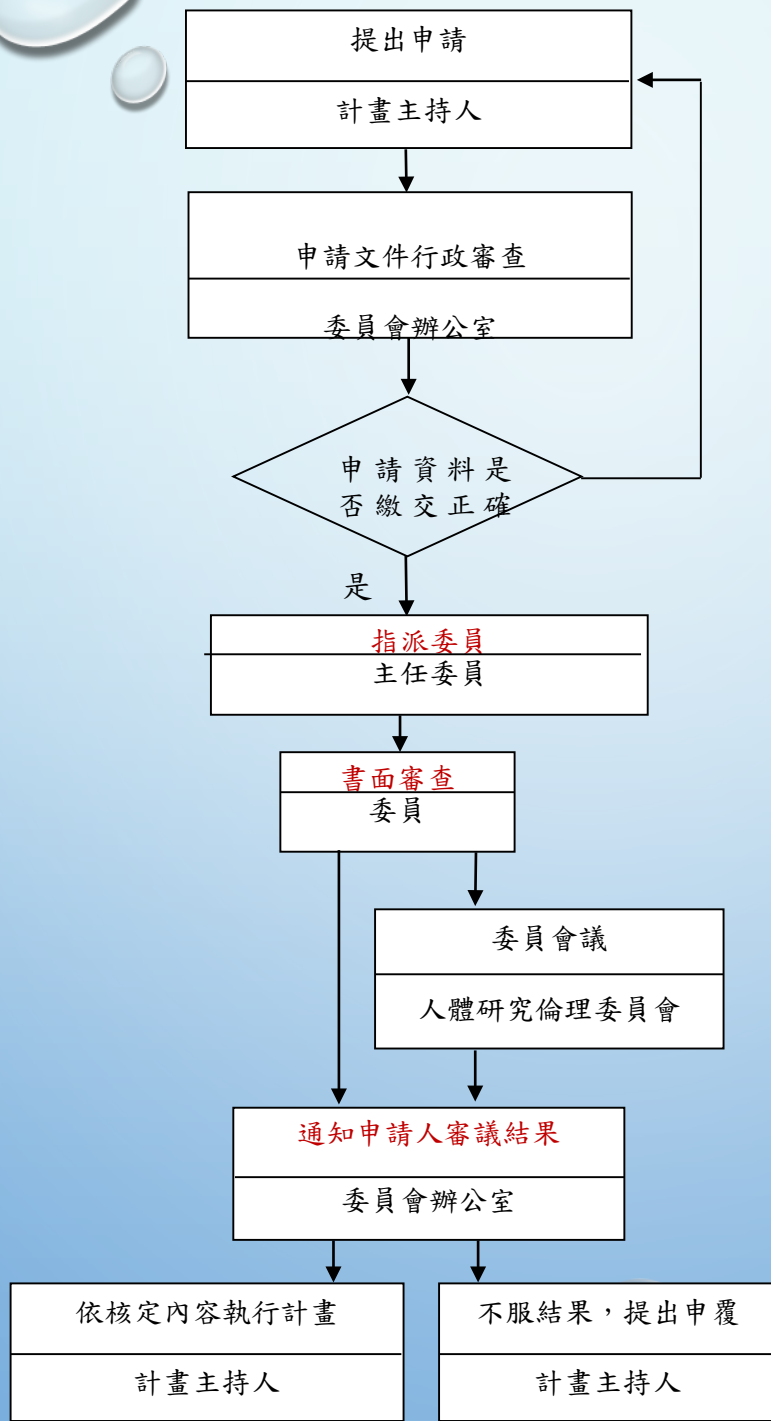 提出申請
計畫主持人
申請文件行政審查
委員會辦公室
申請資料是
否繳交正確
是
指派委員
主任委員
書面審查
委員
委員會議
人體研究倫理委員會
通知申請人審議結果
委員會辦公室
依核定內容執行計畫
計畫主持人
不服結果，提出申覆
計畫主持人